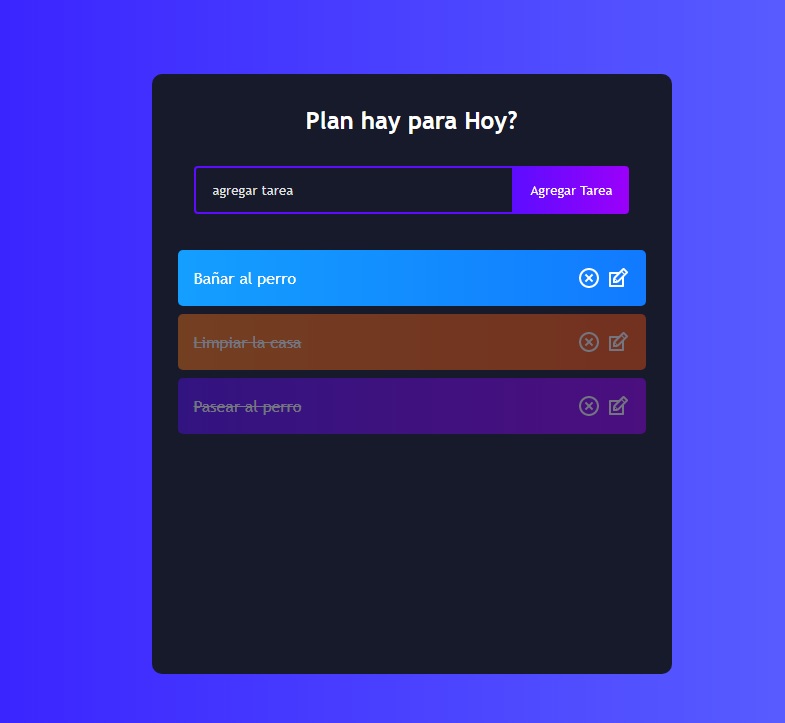 Plan hay para Hoy?
agregar tarea
Agregar Tarea
Bañar al perro
Limpiar la casa
Pasear al perro